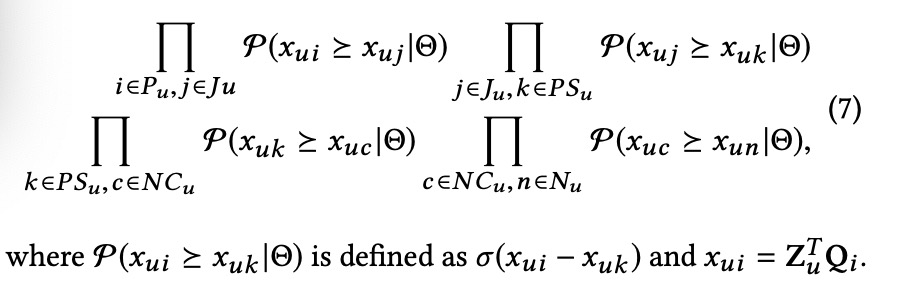 ∏_{i∈P_u, j∈Ju} 𝒫(x_{ui} ⪰ x_{uj}|Θ) ∏_{j∈J_u, k∈PS_u} 𝒫(x_{uj} ⪰ x_{uk}|Θ)
∏_{k∈PS_u, c∈NC_u} 𝒫(x_{uk} ⪰ x_{uc}|Θ) ∏_{c∈NC_u, n∈N_u} 𝒫(x_{uc} ⪰ x_{un}|Θ),
(7)
where 𝒫(x_{ui} ⪰ x_{uk}|Θ) is defined as σ(x_{ui} − x_{uk}) and x_{ui} = 𝐙_u^T 𝐐_i.